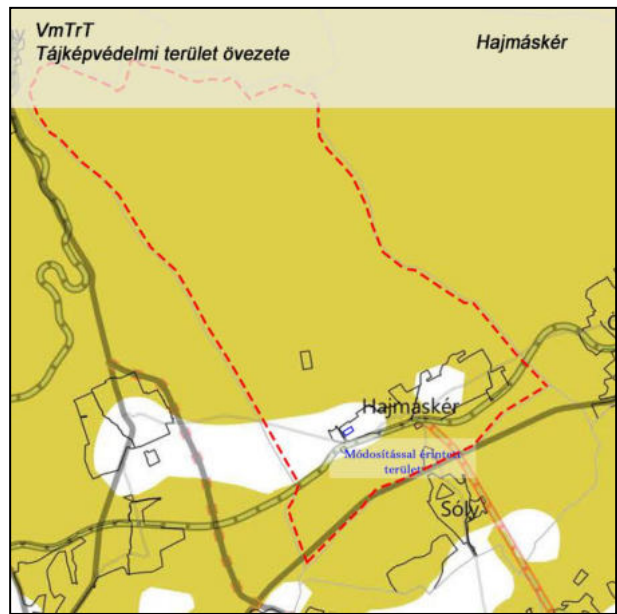 VmTrT
Tájképvédelmi terület övezete
Hajmáskér
Hajmáskér
Módosítással érintett
terület
Sóly